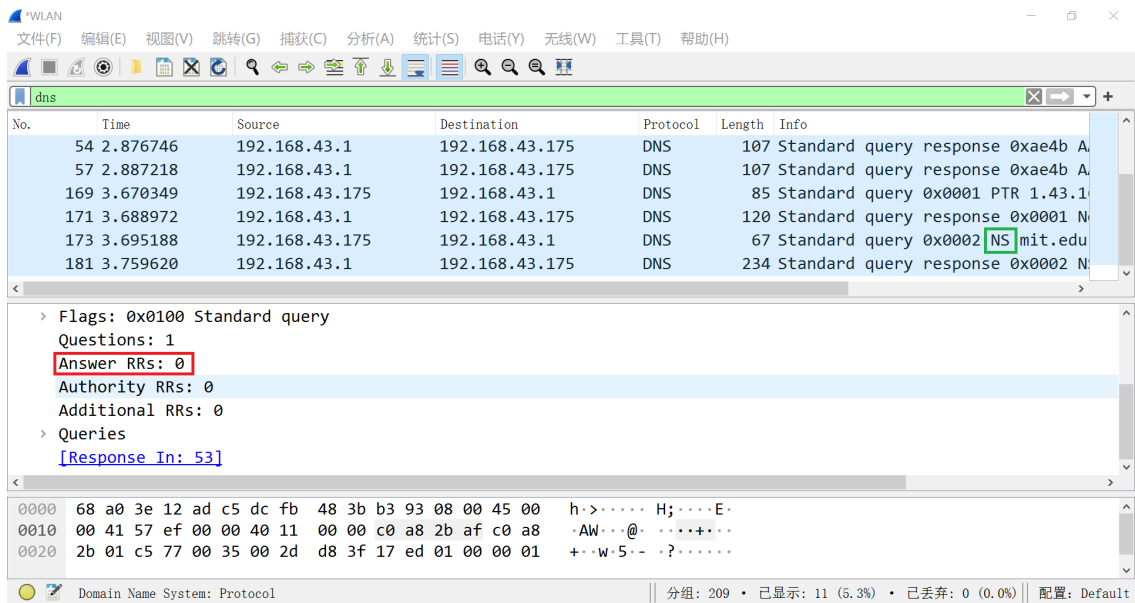 *WLAN
文件(F) 编辑(E) 视图(V) 跳转(G) 捕获(C) 分析(A) 统计(S) 电话(Y) 无线(W) 工具(T) 帮助(H)
dns
No. Time Source Destination Protocol Length Info
54 2.876746 192.168.43.1 192.168.43.175 DNS 107 Standard query response 0xae4b
57 2.887218 192.168.43.1 192.168.43.175 DNS 107 Standard query response 0xae4b
169 3.670349 192.168.43.175 192.168.43.1 DNS 85 Standard query 0x0001 PTR 1.43.1
171 3.688972 192.168.43.1 192.168.43.175 DNS 120 Standard query response 0x0001
173 3.695188 192.168.43.175 192.168.43.1 DNS 67 Standard query 0x0002 NS mit.edu
181 3.759620 192.168.43.1 192.168.43.175 DNS 234 Standard query response 0x0002
Flags: 0x0100 Standard query
Questions: 1
Answer RRs: 0
Authority RRs: 0
Additional RRs: 0
Queries
[Response In: 53]
0000 68 a0 3e 12 ad c5 dc fb 48 3b b3 93 08 00 45 00 h·>·····H;····E·
0010 00 41 57 ef 00 00 40 11 00 00 c0 a8 2b af c0 a8 ·AW···@·····+···
0020 2b 01 c5 77 00 35 00 2d d8 3f 17 ed 01 00 00 01 +··w·5·-·?······
Domain Name System: Protocol 分组: 209 · 已显示: 11 (5.3%) · 已丢弃: 0 (0.0%) 配置: Default